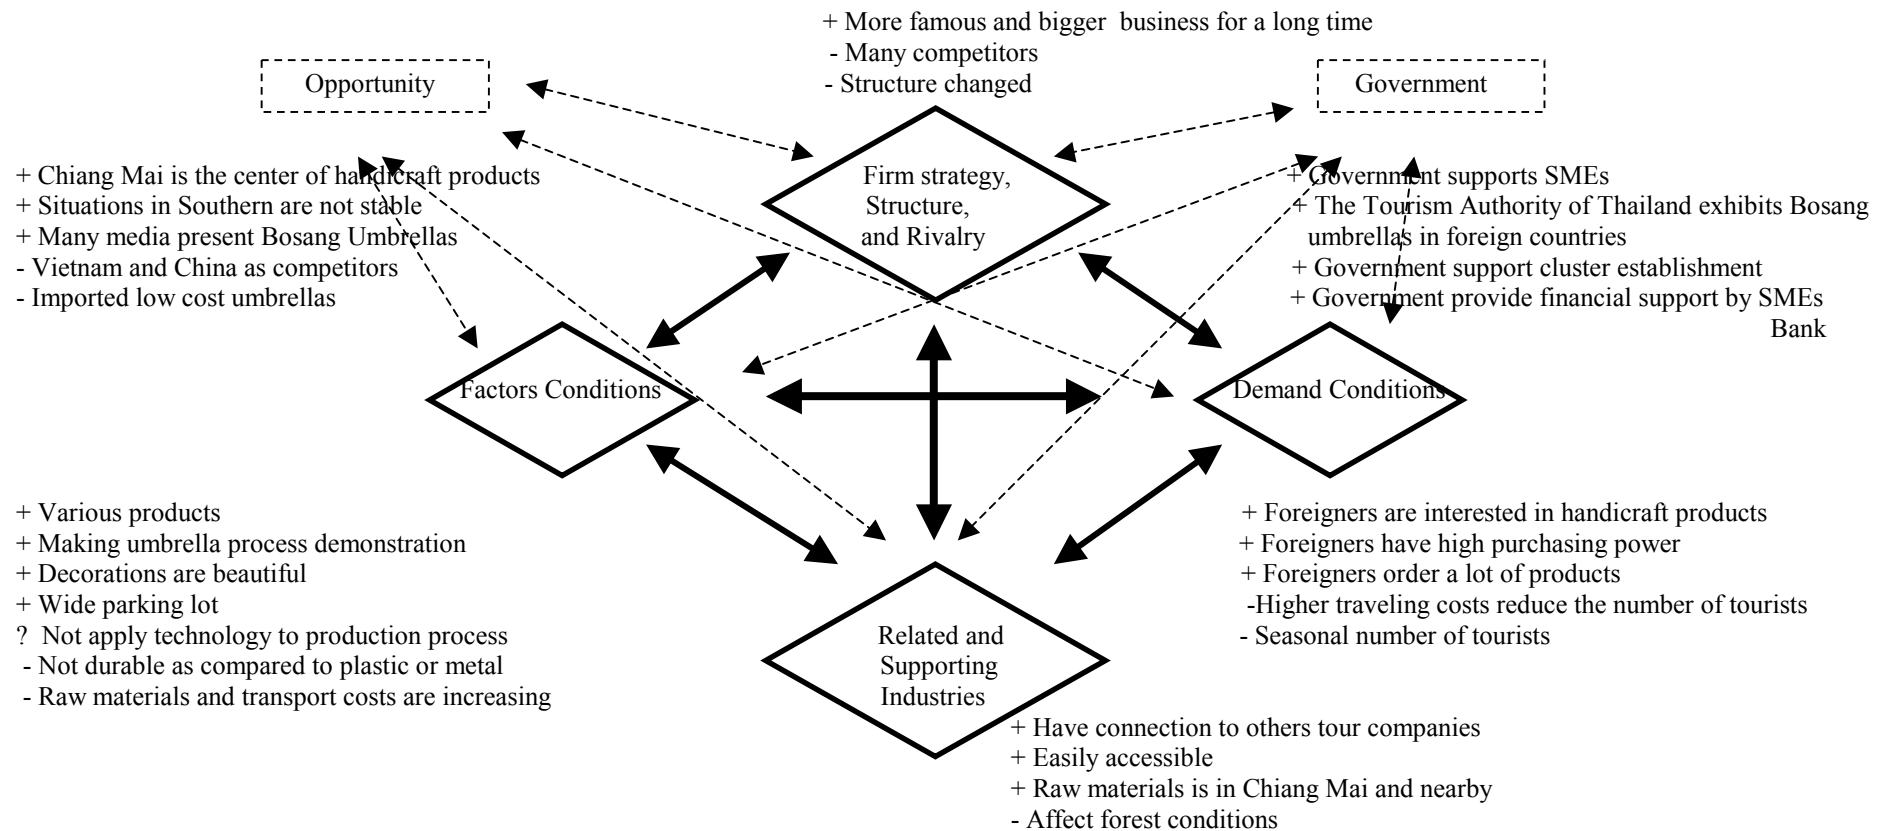 + More famous and bigger business for a long time
- Many competitors
- Structure changed
Opportunity
Government
+ Chiang Mai is the center of handicraft products
+ Situations in Southern are not stable
+ Many media present Bosang Umbrellas
- Vietnam and China as competitors
- Imported low cost umbrellas
Firm strategy,
Structure,
and Rivalry
+ Government supports SMEs
+ The Tourism Authority of Thailand exhibits Bosang
umbrellas in foreign countries
+ Government support cluster establishment
+ Government provide financial support by SMEs
Bank
Factors Conditions
Demand Conditions
+ Various products
+ Making umbrella process demonstration
+ Decorations are beautiful
+ Wide parking lot
? Not apply technology to production process
- Not durable as compared to plastic or metal
- Raw materials and transport costs are increasing
+ Foreigners are interested in handicraft products
+ Foreigners have high purchasing power
+ Foreigners order a lot of products
-Higher traveling costs reduce the number of tourists
- Seasonal number of tourists
Related and
Supporting
Industries
+ Have connection to others tour companies
+ Easily accessible
+ Raw materials is in Chiang Mai and nearby
- Affect forest conditions